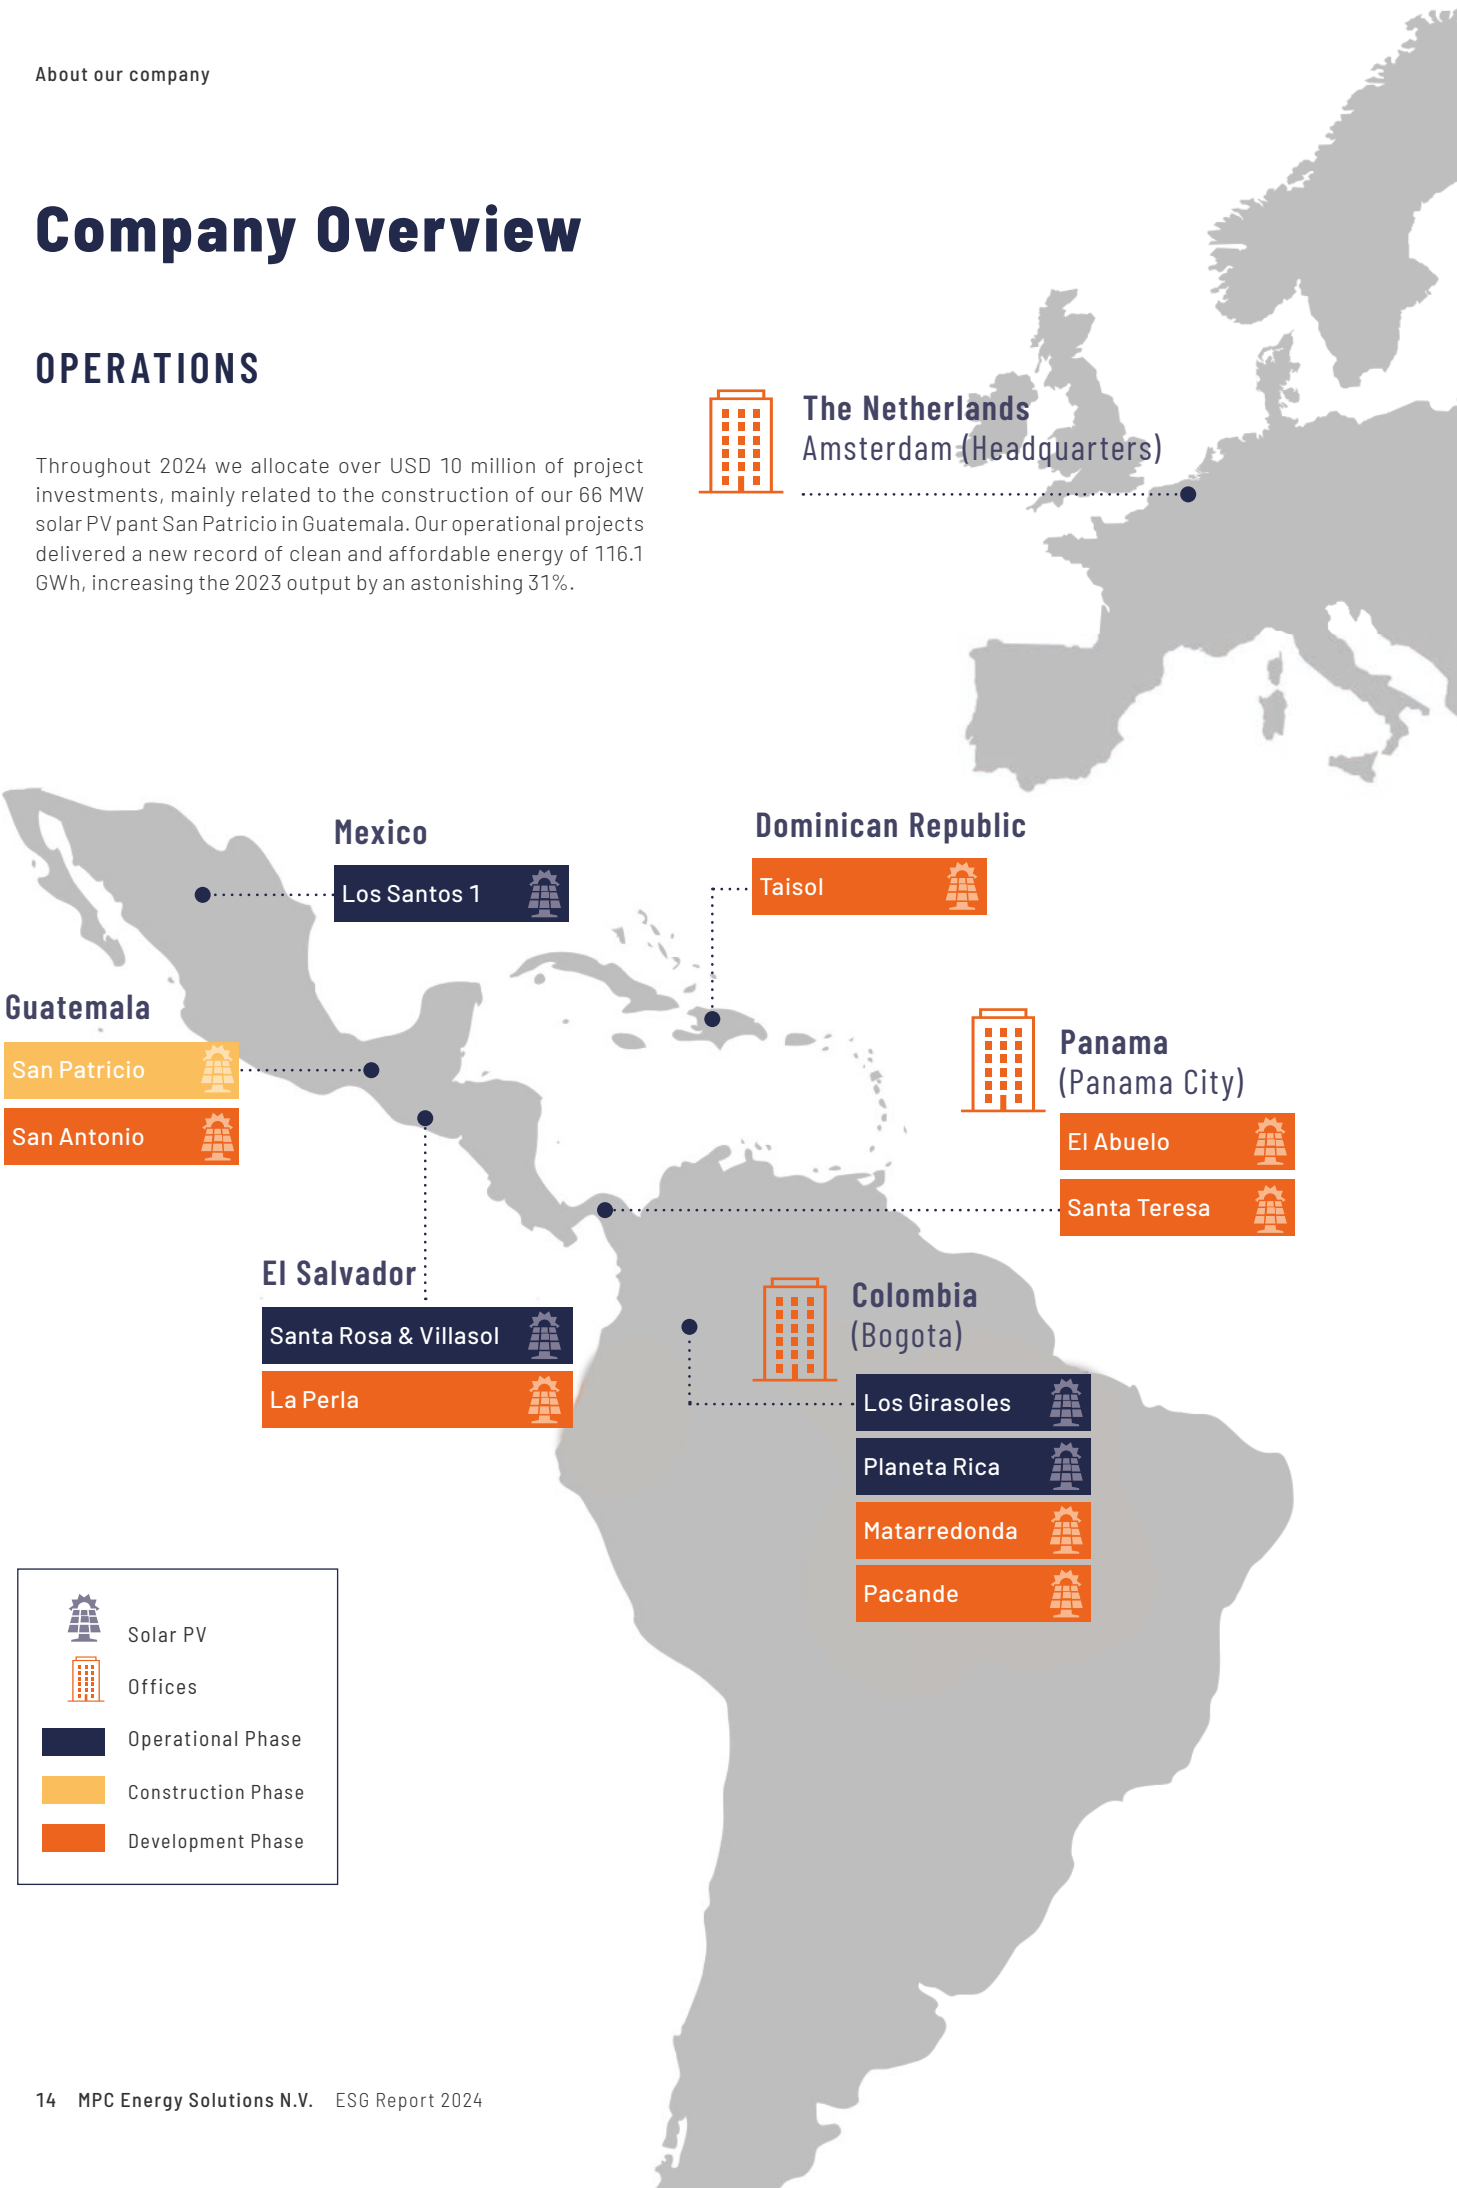 About our company
Company Overview
OPERATIONS
Throughout 2024 we allocate over USD 10 million of project
investments, mainly related to the construction of our 66 MW
solar PV pant San Patricio in Guatemala. Our operational projects
delivered a new record of clean and affordable energy of 116.1
GWh, increasing the 2023 output by an astonishing 31%.
The Netherlands
Amsterdam (Headquarters)
Mexico
Los Santos 1
Dominican Republic
Taisol
Guatemala
San Patricio
San Antonio
Panama
(Panama City)
El Abuelo
Santa Teresa
El Salvador
Santa Rosa & Villasol
La Perla
Colombia
(Bogota)
Los Girasoles
Planeta Rica
Matarredonda
Pacande
Solar PV
Offices
Operational Phase
Construction Phase
Development Phase
14 MPC Energy Solutions N.V. ESG Report 2024